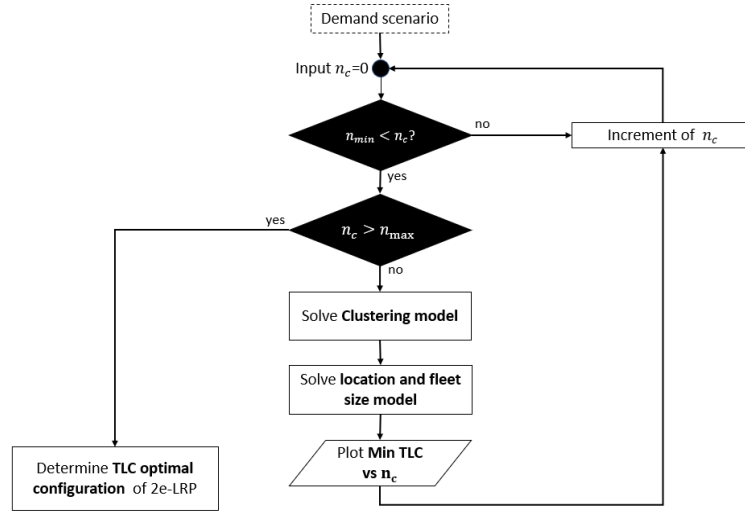 Demand scenario
Input n_c=0
n_min < n_c?
no
Increment of n_c
yes
yes
n_c > n_max
no
Solve Clustering model
Solve location and fleet
size model
Plot Min TLC
vs n_c
Determine TLC optimal
configuration of 2e-LRP